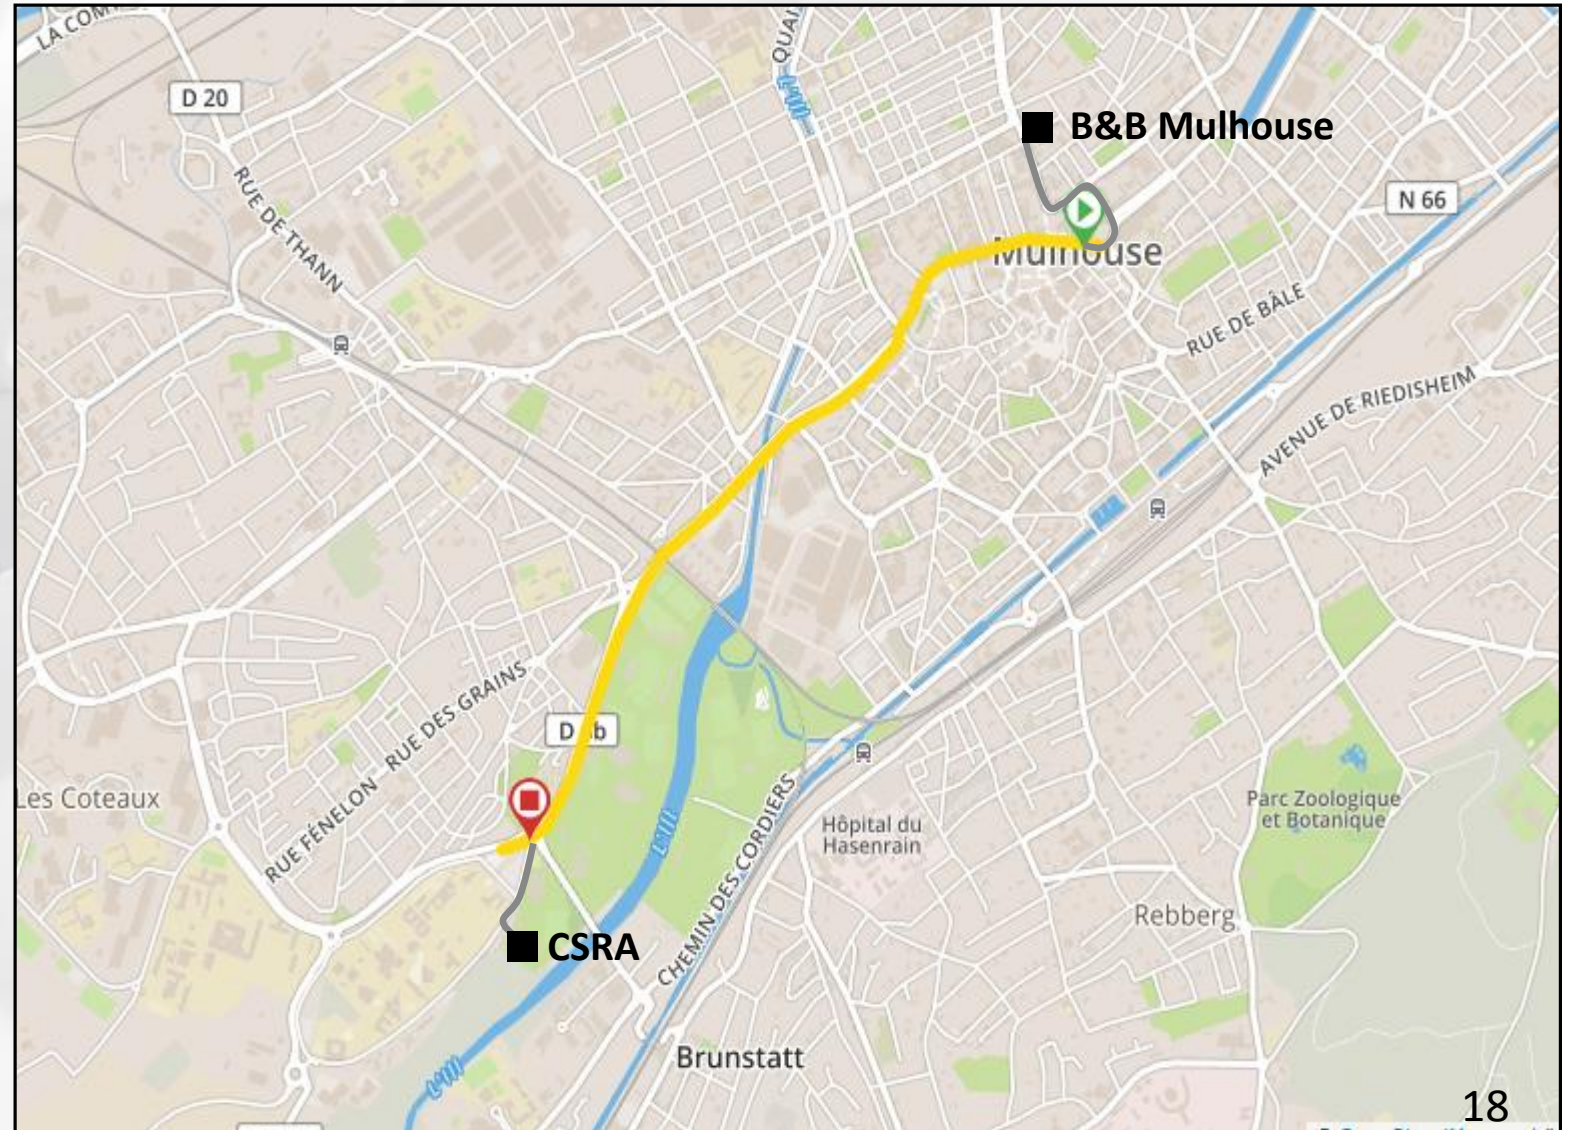 LA COM
QUAI
L'Ill
D 20
B&B Mulhouse
RUE DE THANN
N 66
Mulhouse
RUE DE BÂLE
AVENUE DE RIEDISHEIM
RUE FÉNELON - RUE DES GRAINS
D b
Les Coteaux
L'Ill
CHEMIN DES CORDIERS
Hôpital du
Hasenrain
Parc Zoologique
et Botanique
Rebberg
CSRA
L'Ill
Brunstatt
18